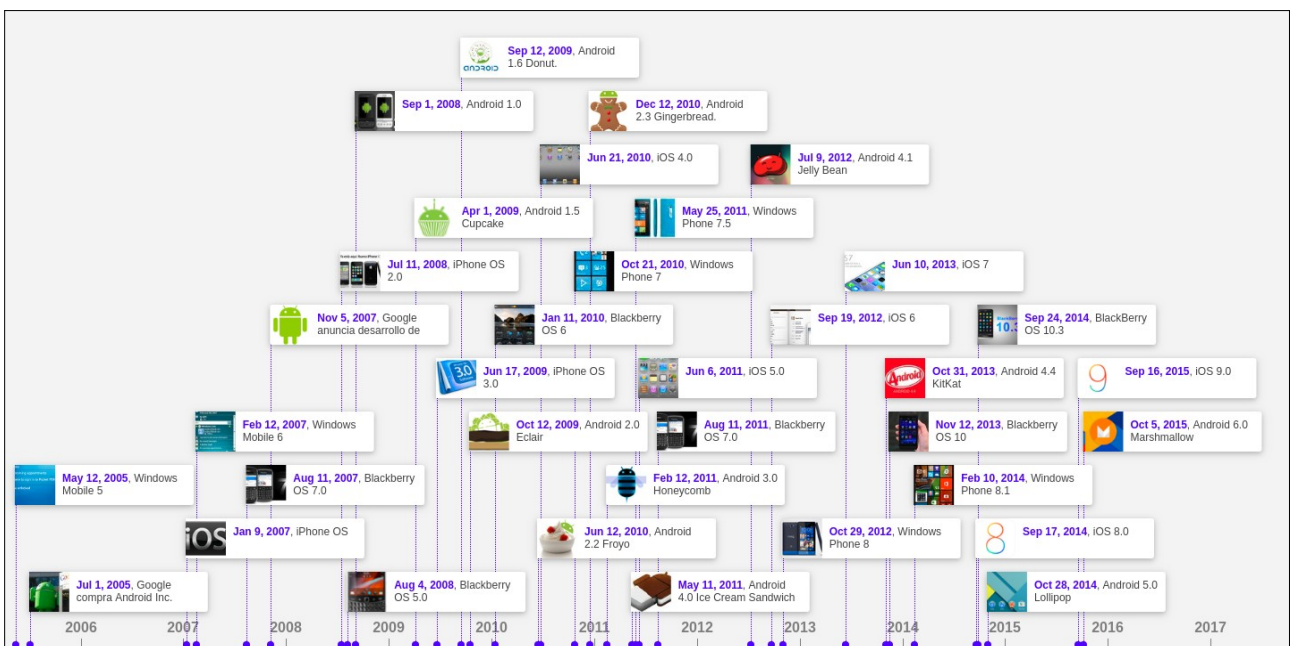 Sep 12, 2009, Android
1.6 Donut.
Sep 1, 2008, Android 1.0
Dec 12, 2010, Android
2.3 Gingerbread.
Jun 21, 2010, iOS 4.0
Jul 9, 2012, Android 4.1
Jelly Bean
Apr 1, 2009, Android 1.5
Cupcake
May 25, 2011, Windows
Phone 7.5
Jul 11, 2008, iPhone OS
2.0
Oct 21, 2010, Windows
Phone 7
Jun 10, 2013, iOS 7
Nov 5, 2007, Google
anuncia desarrollo de
Jan 11, 2010, Blackberry
OS 6
Sep 19, 2012, iOS 6
10.3
Sep 24, 2014, BlackBerry
OS 10.3
3.0
Jun 17, 2009, iPhone OS
3.0
Jun 6, 2011, iOS 5.0
Android
Oct 31, 2013, Android 4.4
KitKat
9
Sep 16, 2015, iOS 9.0
Feb 12, 2007, Windows
Mobile 6
Oct 12, 2009, Android 2.0
Eclair
Aug 11, 2011, Blackberry
OS 7.0
Nov 12, 2013, Blackberry
OS 10
Oct 5, 2015, Android 6.0
Marshmallow
May 12, 2005, Windows
Mobile 5
Aug 11, 2007, Blackberry
OS 7.0
Feb 12, 2011, Android 3.0
Honeycomb
Feb 10, 2014, Windows
Phone 8.1
iOS
Jan 9, 2007, iPhone OS
Jun 12, 2010, Android
2.2 Froyo
Oct 29, 2012, Windows
Phone 8
8
Sep 17, 2014, iOS 8.0
Jul 1, 2005, Google
compra Android Inc.
Aug 4, 2008, Blackberry
OS 5.0
May 11, 2011, Android
4.0 Ice Cream Sandwich
Oct 28, 2014, Android 5.0
Lollipop
2006 2007 2008 2009 2010 2011 2012 2013 2014 2015 2016 2017